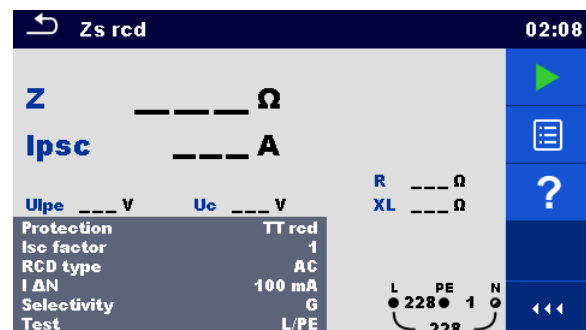 Zs rcd 02:08
Z ___ Ω
Ipsc ___ A
R ___ Ω
Ulpe ___ V Uc ___ V XL ___ Ω
Protection TT rcd
Isc factor 1
RCD type AC
I ΔN 100 mA
Selectivity G
Test L/PE
L PE N
228 1
228
?